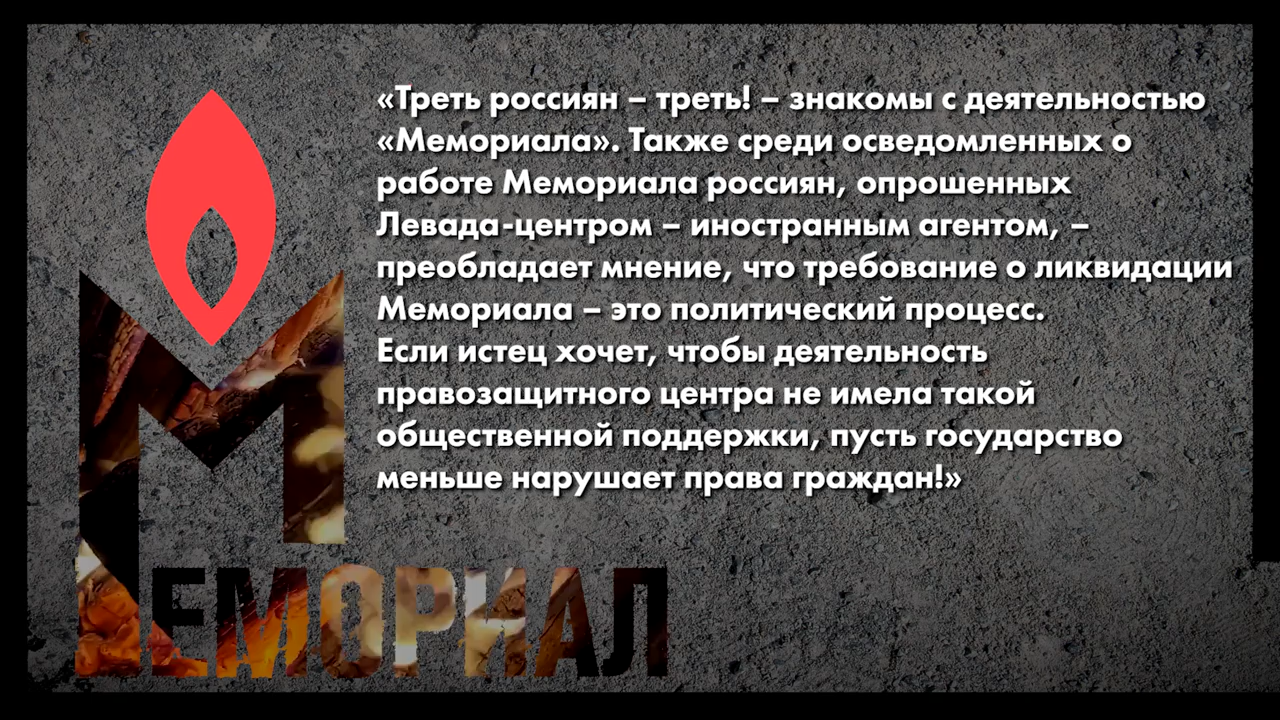 «Треть россиян – треть! – знакомы с деятельностью
«Мемориала». Также среди осведомленных о
работе Мемориала россиян, опрошенных
Левада-центром – иностранным агентом, –
преобладает мнение, что требование о ликвидации
Мемориала – это политический процесс.
Если истец хочет, чтобы деятельность
правозащитного центра не имела такой
общественной поддержки, пусть государство
меньше нарушает права граждан!»
МЕМОРИАЛ